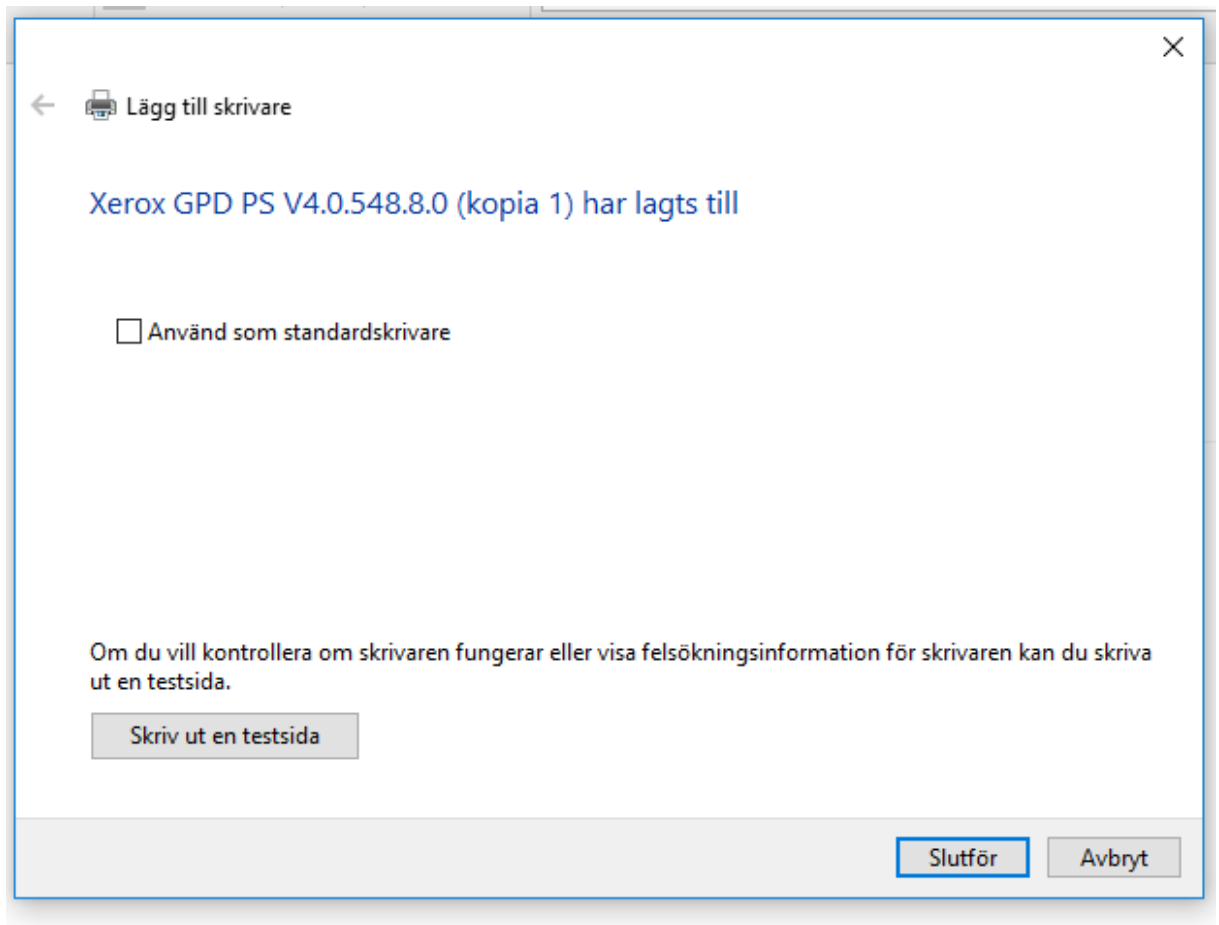 Lägg till skrivare
Xerox GPD PS V4.0.548.8.0 (kopia 1) har lagts till
Använd som standardskrivare
Om du vill kontrollera om skrivaren fungerar eller visa felsökningsinformation för skrivaren kan du skriva
ut en testsida.
Skriv ut en testsida
Slutför
Avbryt